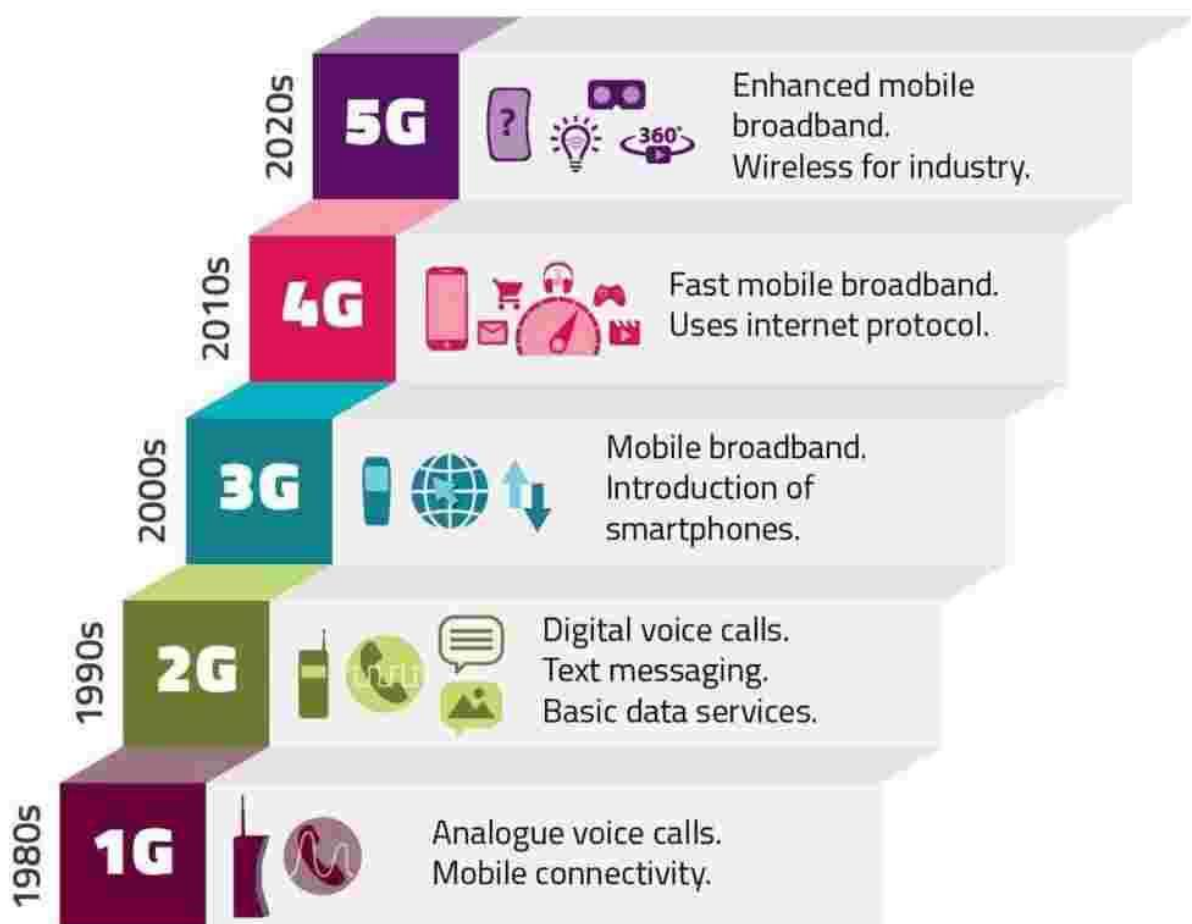 2020s
5G
?
360°
Enhanced mobile
broadband.
Wireless for industry.
2010s
4G
Fast mobile broadband.
Uses internet protocol.
2000s
3G
Mobile broadband.
Introduction of
smartphones.
1990s
2G
Digital voice calls.
Text messaging.
Basic data services.
1980s
1G
Analogue voice calls.
Mobile connectivity.